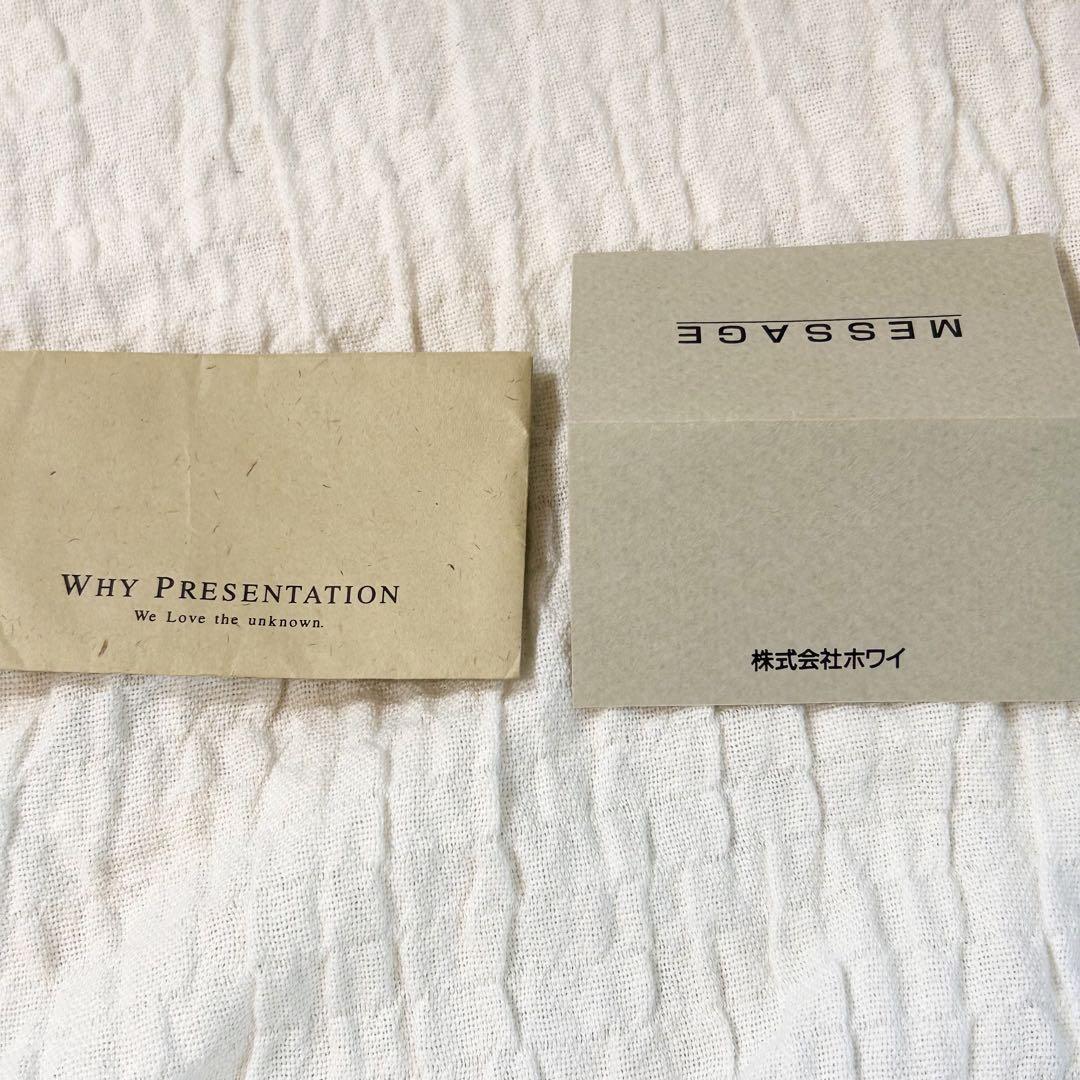 WHY PRESENTATION
We Love the unknown.
MESSAGE
株式会社ホワイ